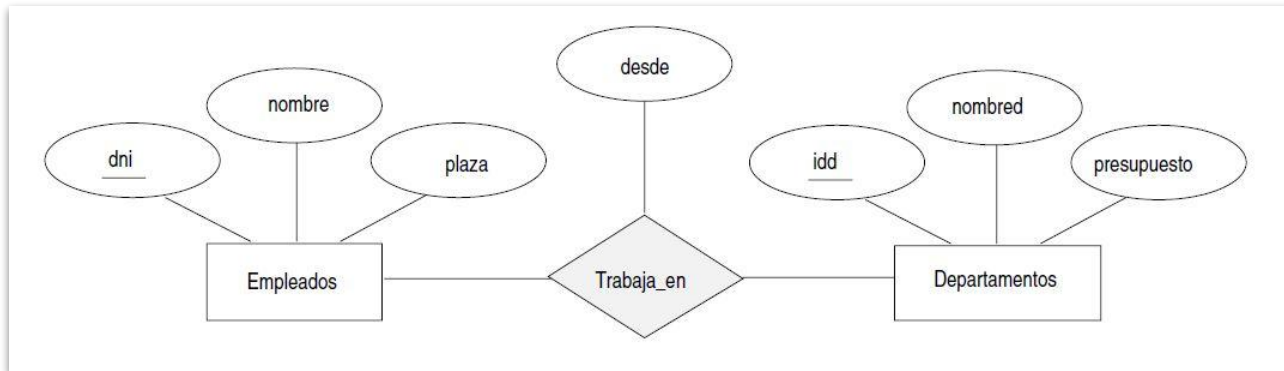 desde
nombre
nombred
dni
plaza
idd
presupuesto
Empleados
Trabaja_en
Departamentos